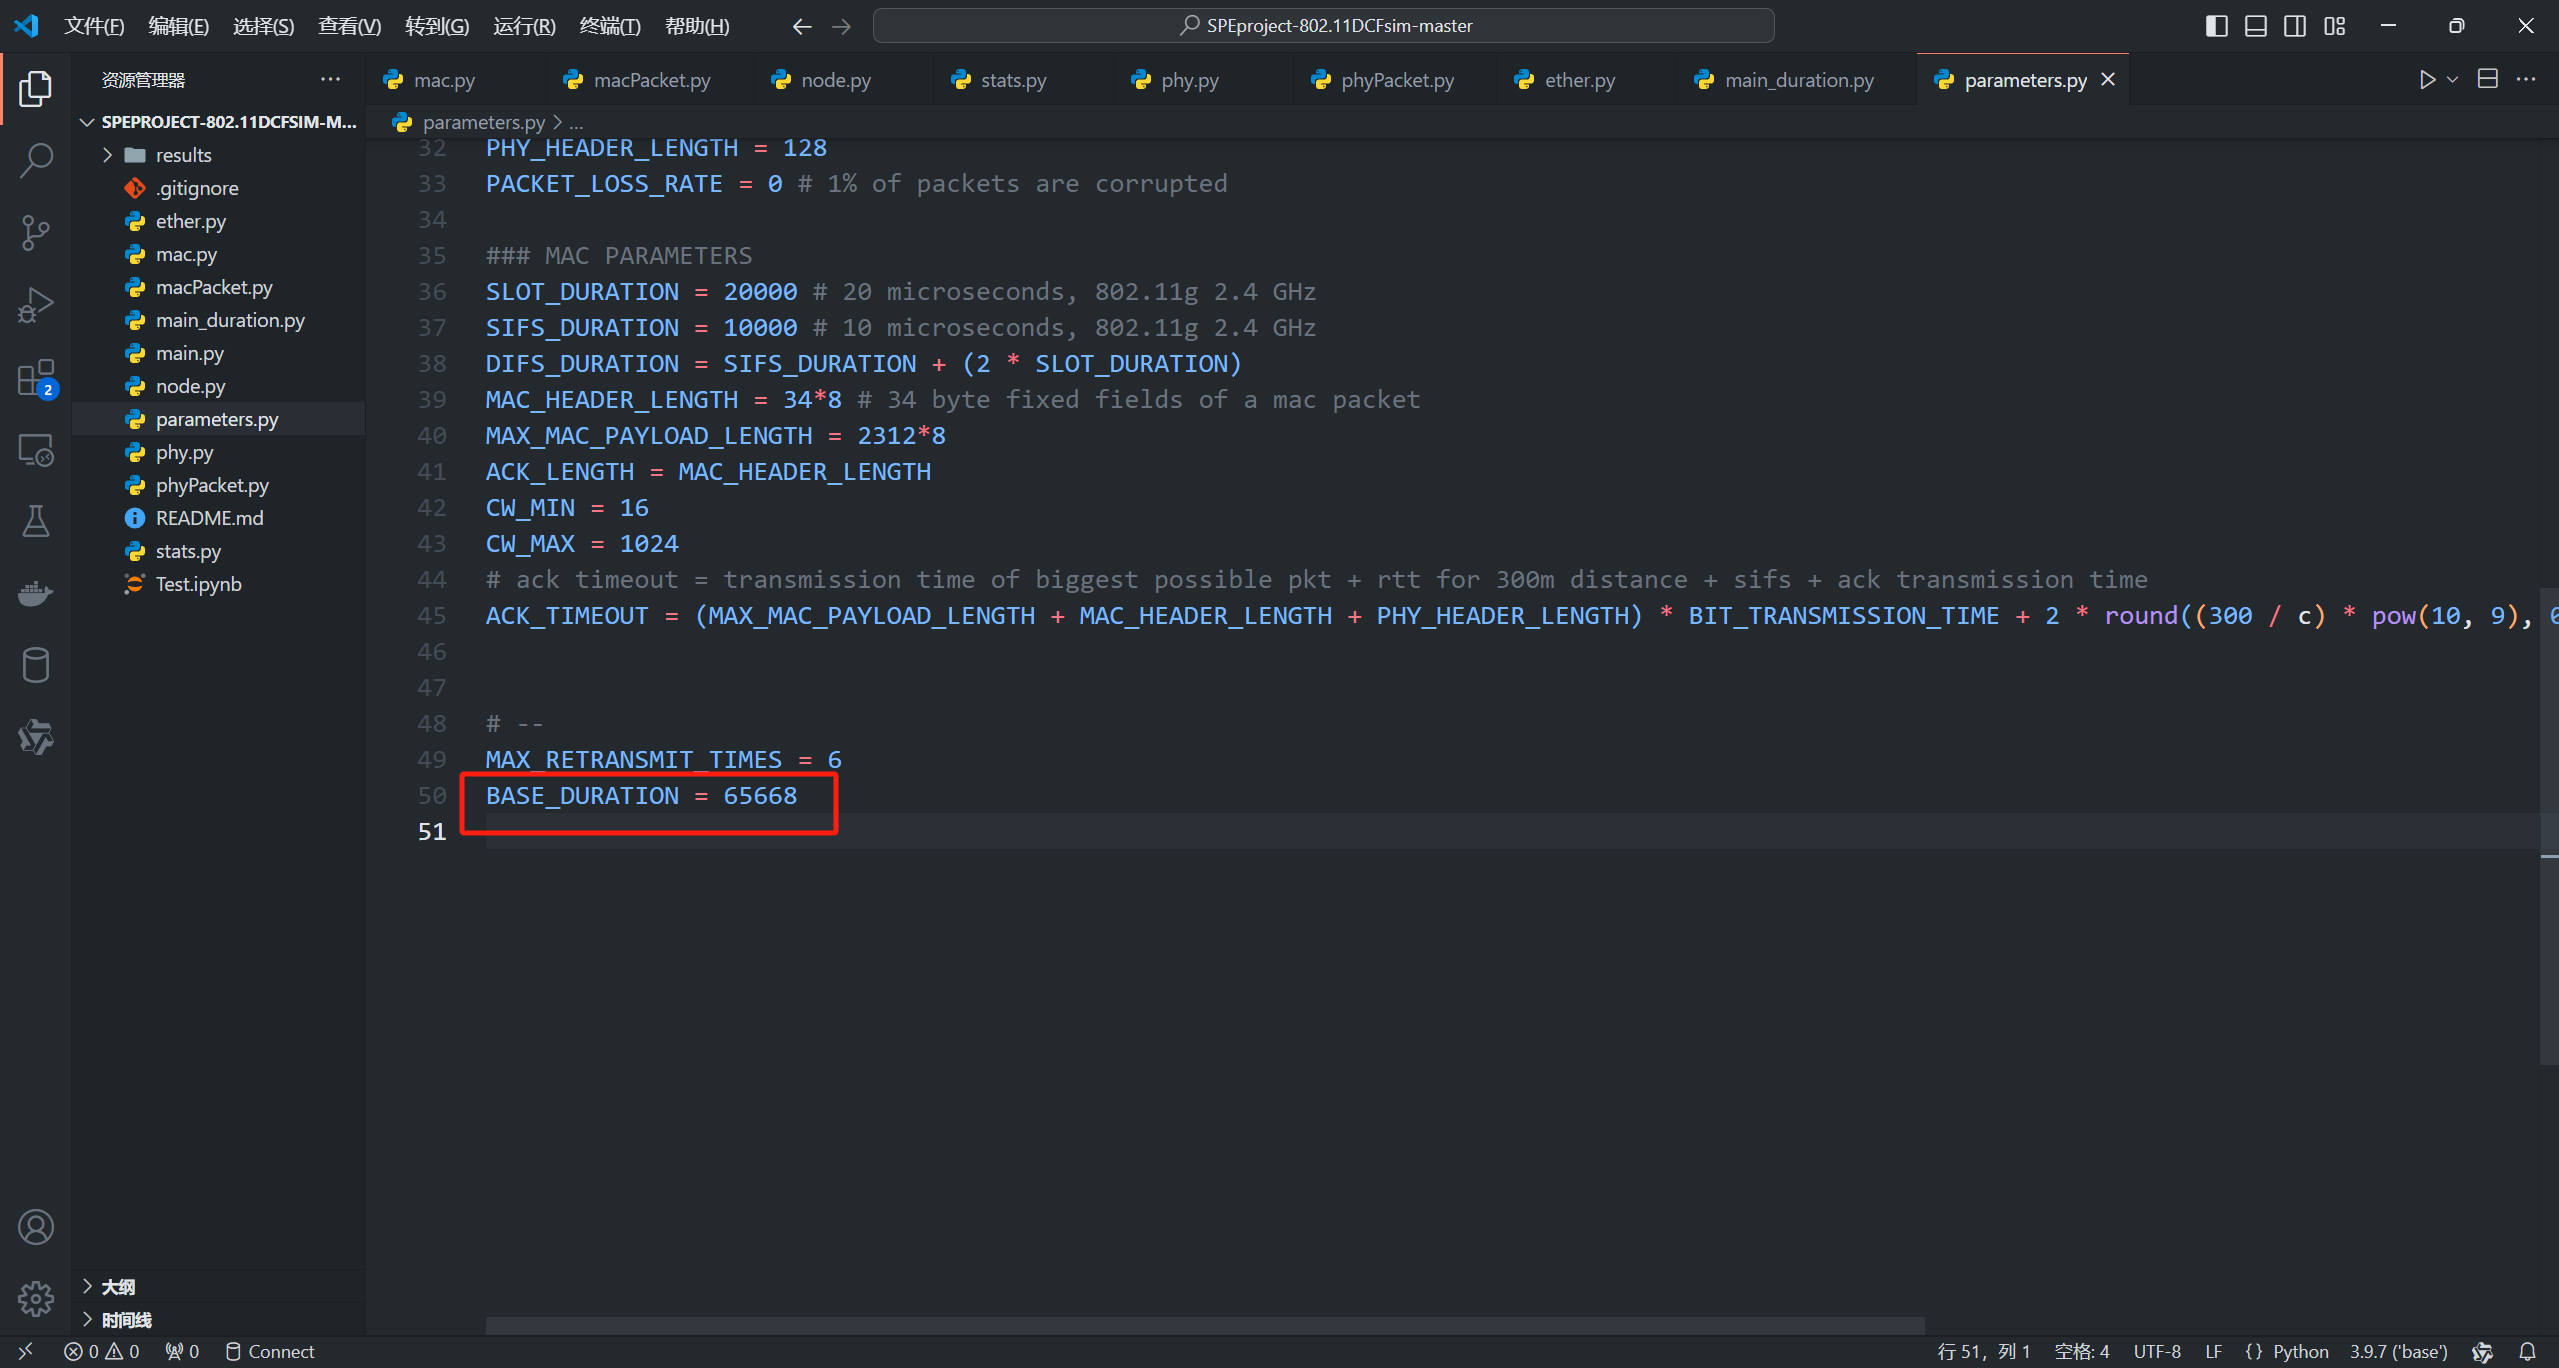 文件(F) 编辑(E) 选择(S) 查看(V) 转到(G) 运行(R) 终端(T) 帮助(H) SPEproject-802.11DCFsim-master
资源管理器
mac.py macPacket.py node.py stats.py phy.py phyPacket.py ether.py main_duration.py parameters.py
SPEPROJECT-802.11DCFSIM-M...
results
.gitignore
ether.py
mac.py
macPacket.py
main_duration.py
main.py
node.py
parameters.py
phy.py
phyPacket.py
README.md
stats.py
Test.ipynb
大纲
时间线
2
parameters.py > ...
32 PHY_HEADER_LENGTH = 128
33 PACKET_LOSS_RATE = 0 # 1% of packets are corrupted
34
35 ### MAC PARAMETERS
36 SLOT_DURATION = 20000 # 20 microseconds, 802.11g 2.4 GHz
37 SIFS_DURATION = 10000 # 10 microseconds, 802.11g 2.4 GHz
38 DIFS_DURATION = SIFS_DURATION + (2 * SLOT_DURATION)
39 MAC_HEADER_LENGTH = 34*8 # 34 byte fixed fields of a mac packet
40 MAX_MAC_PAYLOAD_LENGTH = 2312*8
41 ACK_LENGTH = MAC_HEADER_LENGTH
42 CW_MIN = 16
43 CW_MAX = 1024
44 # ack timeout = transmission time of biggest possible pkt + rtt for 300m distance + sifs + ack transmission time
45 ACK_TIMEOUT = (MAX_MAC_PAYLOAD_LENGTH + MAC_HEADER_LENGTH + PHY_HEADER_LENGTH) * BIT_TRANSMISSION_TIME + 2 * round((300 / c) * pow(10, 9),
46
47
48 # --
49 MAX_RETRANSMIT_TIMES = 6
50 BASE_DURATION = 65668
51
0 0 0 Connect 行 51，列 1 空格: 4 UTF-8 LF {} Python 3.9.7 ('base')